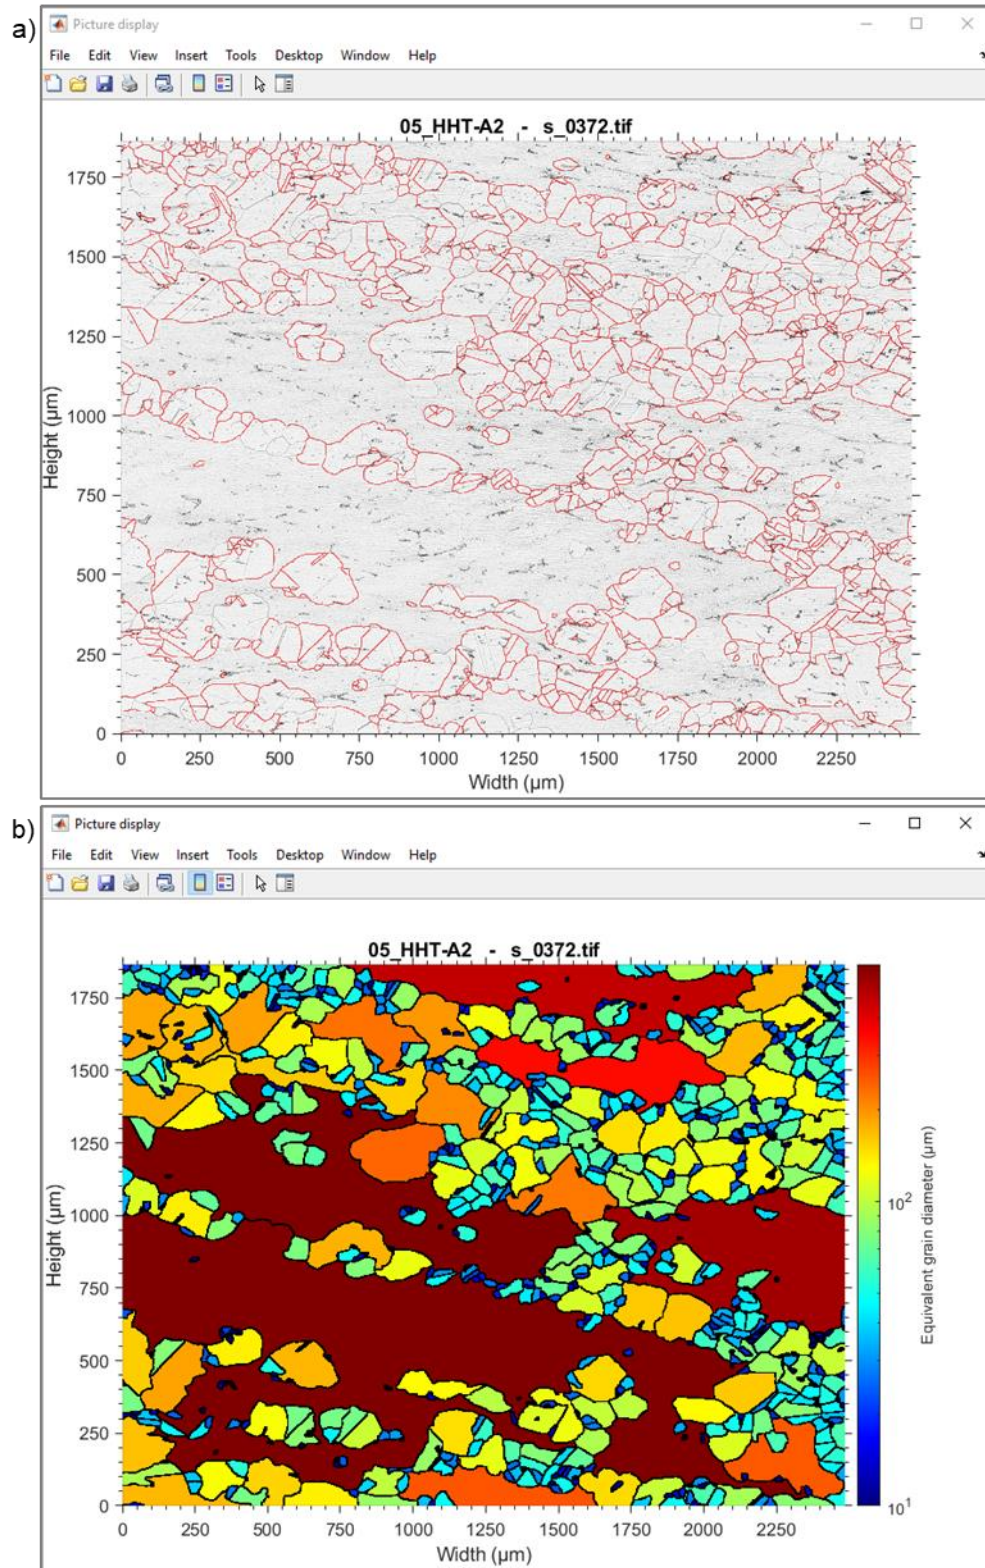 a)
Picture display
File Edit View Insert Tools Desktop Window Help
05_HHT-A2 - s_0372.tif
1750
1500
1250
1000
750
500
250
0
Height (µm)
0 250 500 750 1000 1250 1500 1750 2000 2250
Width (µm)
b)
Picture display
File Edit View Insert Tools Desktop Window Help
05_HHT-A2 - s_0372.tif
1750
1500
1250
1000
750
500
250
0
Height (µm)
0 250 500 750 1000 1250 1500 1750 2000 2250
Width (µm)
10²
10¹
Equivalent grain diameter (µm)